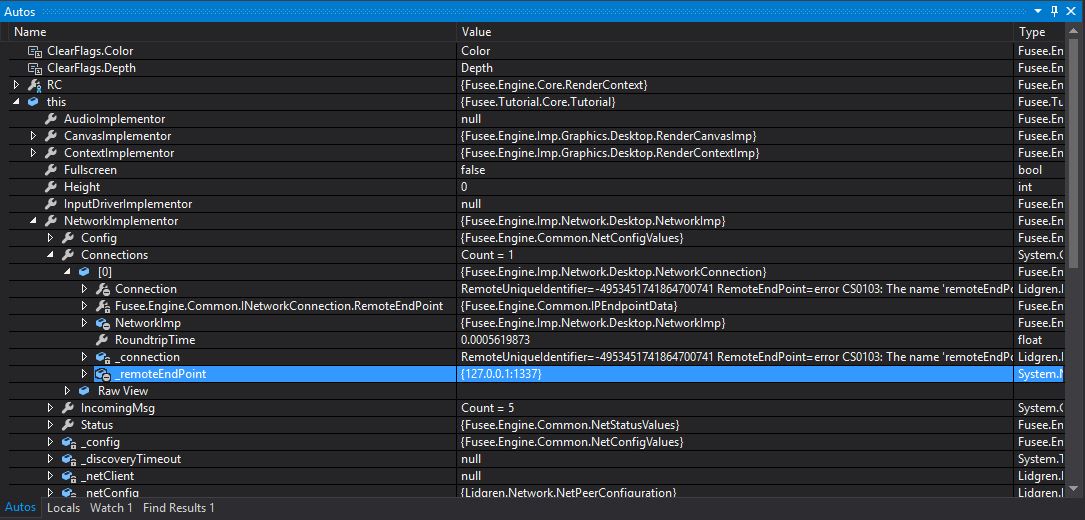 Autos
Name Value Type
ClearFlags.Color Color Fusee.En
ClearFlags.Depth Depth Fusee.En
RC {Fusee.Engine.Core.RenderContext} Fusee.En
this {Fusee.Tutorial.Core.Tutorial} Fusee.Tu
AudioImplementor null Fusee.En
CanvasImplementor {Fusee.Engine.Imp.Graphics.Desktop.RenderCanvasImp} Fusee.En
ContextImplementor {Fusee.Engine.Imp.Graphics.Desktop.RenderContextImp} Fusee.En
Fullscreen false bool
Height 0 int
InputDriverImplementor null Fusee.En
NetworkImplementor {Fusee.Engine.Imp.Network.Desktop.NetworkImp} Fusee.En
Config {Fusee.Engine.Common.NetConfigValues} Fusee.En
Connections Count = 1 System.C
[0] {Fusee.Engine.Imp.Network.Desktop.NetworkConnection} Fusee.En
Connection RemoteUniqueIdentifier=-4953451741864700741 RemoteEndPoint=error CS0103: The name 'remoteEndPo Lidgren.I
Fusee.Engine.Common.INetworkConnection.RemoteEndPoint {Fusee.Engine.Common.IPEndpointData} Fusee.En
NetworkImp {Fusee.Engine.Imp.Network.Desktop.NetworkImp} Fusee.En
RoundtripTime 0.0005619873 float
_connection RemoteUniqueIdentifier=-4953451741864700741 RemoteEndPoint=error CS0103: The name 'remoteEndPo Lidgren.I
_remoteEndPoint {127.0.0.1:1337} System.N
Raw View
IncomingMsg Count = 5 System.C
Status {Fusee.Engine.Common.NetStatusValues} Fusee.En
_config {Fusee.Engine.Common.NetConfigValues} Fusee.En
_discoveryTimeout null System.T
_netClient null Lidgren.I
_netConfig {Lidgren.Network.NetPeerConfiguration} Lidgren.I
Autos Locals Watch 1 Find Results 1